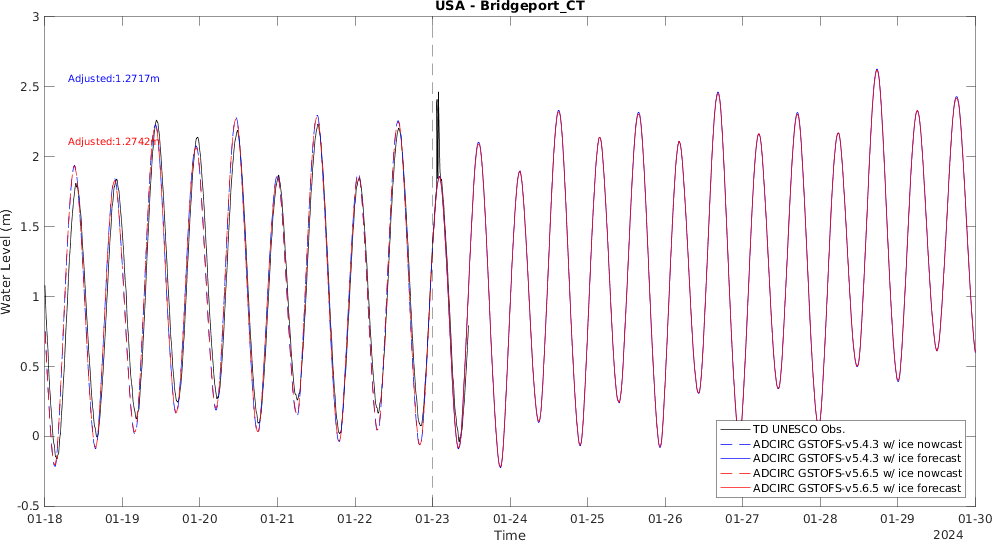 USA - Bridgeport_CT
3
2.5
2
1.5
1
0.5
0
-0.5
Water Level (m)
Adjusted:1.2717m
Adjusted:1.2742m
TD UNESCO Obs.
ADCIRC GSTOFS-v5.4.3 w/ ice nowcast
ADCIRC GSTOFS-v5.4.3 w/ ice forecast
ADCIRC GSTOFS-v5.6.5 w/ ice nowcast
ADCIRC GSTOFS-v5.6.5 w/ ice forecast
01-18 01-19 01-20 01-21 01-22 01-23 01-24 01-25 01-26 01-27 01-28 01-29 01-30
Time
2024